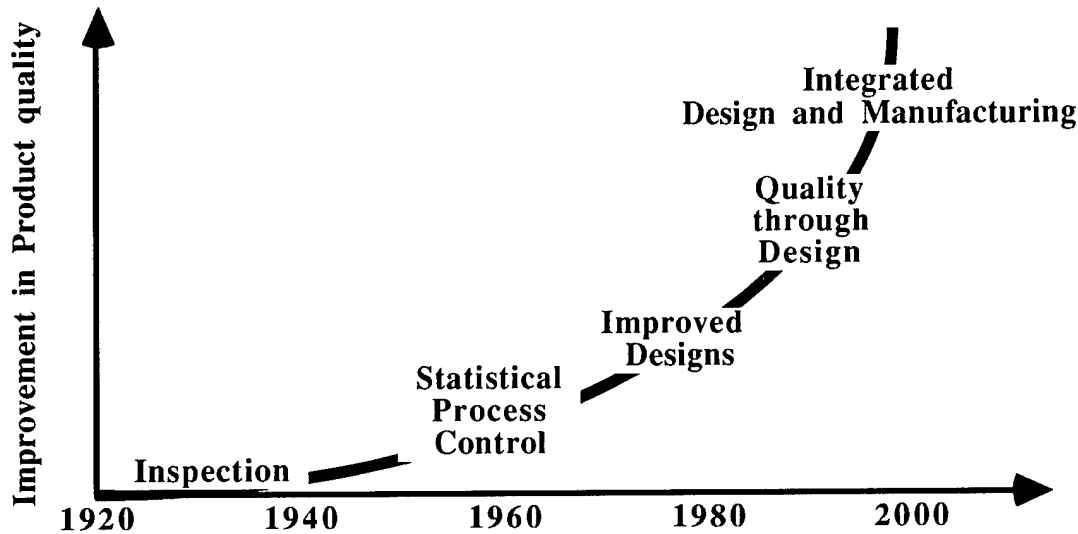 Improvement in Product quality
Integrated
Design and Manufacturing
Quality
through
Design
Improved
Designs
Statistical
Process
Control
Inspection
1920 1940 1960 1980 2000